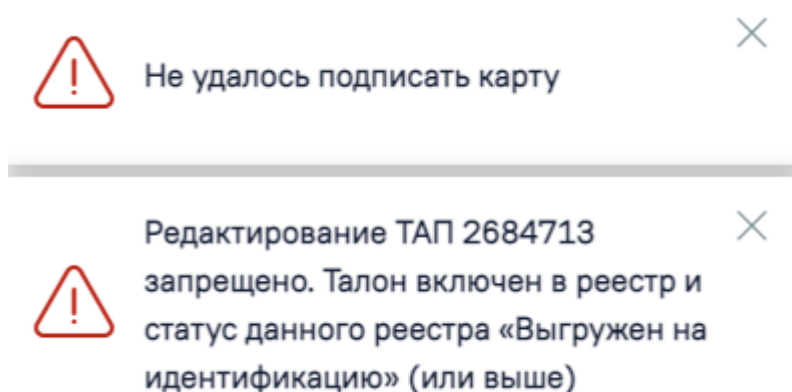 Не удалось подписать карту
Редактирование ТАП 2684713
запрещено. Талон включен в реестр и
статус данного реестра «Выгружен на
идентификацию» (или выше)